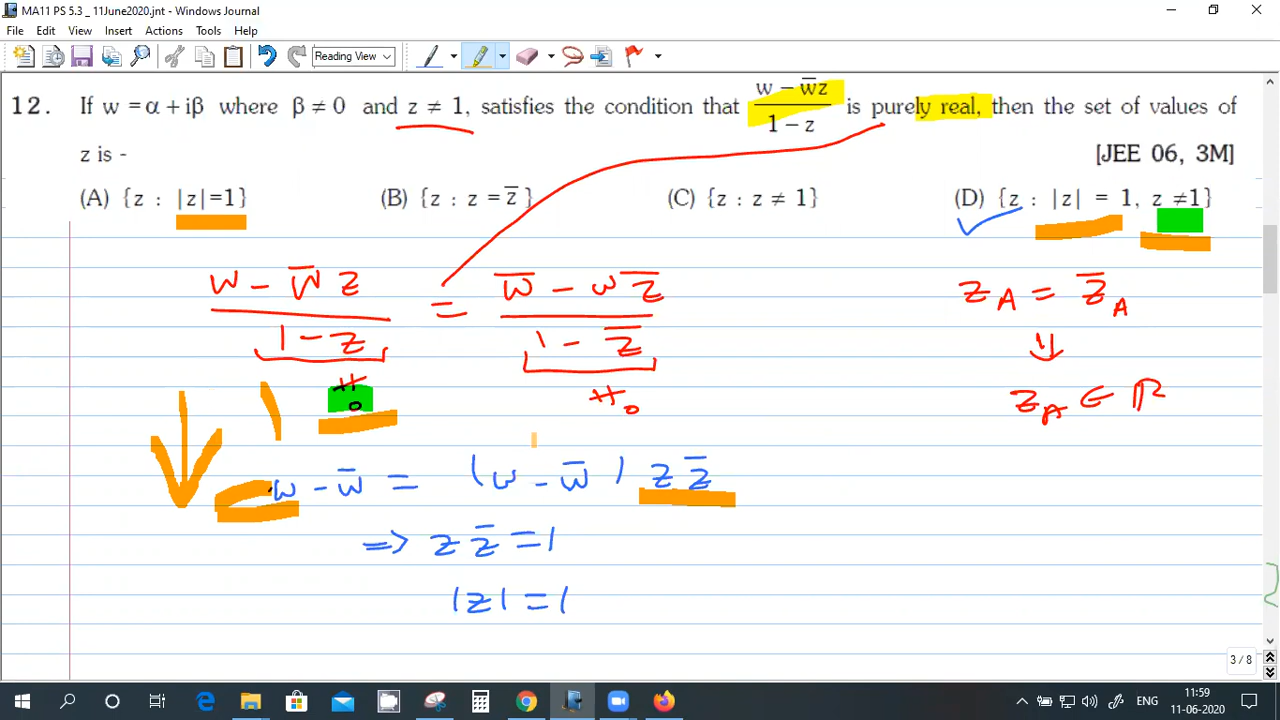 MA11 PS 5.3 _ 11June2020.jnt - Windows Journal
File Edit View Insert Actions Tools Help
Reading View
12. If w = α + iβ where β ≠ 0 and z ≠ 1, satisfies the condition that (w − w̅z)/(1 − z) is purely real, then the set of values of
z is - [JEE 06, 3M]
(A) {z : |z|=1} (B) {z : z = z̅ } (C) {z : z ≠ 1} (D) {z : |z| = 1, z ≠1}
(w − w̅ z)/(1 − z) = (w̅ − w z̅)/(1 − z̅)
z_A = z̅_A
⇓
≠0 ≠0 z_A ∈ ℝ
w − w̅ = (w − w̅) z z̅
=> z z̅ = 1
|z| = 1
3 / 8
ENG 11:59
11-06-2020